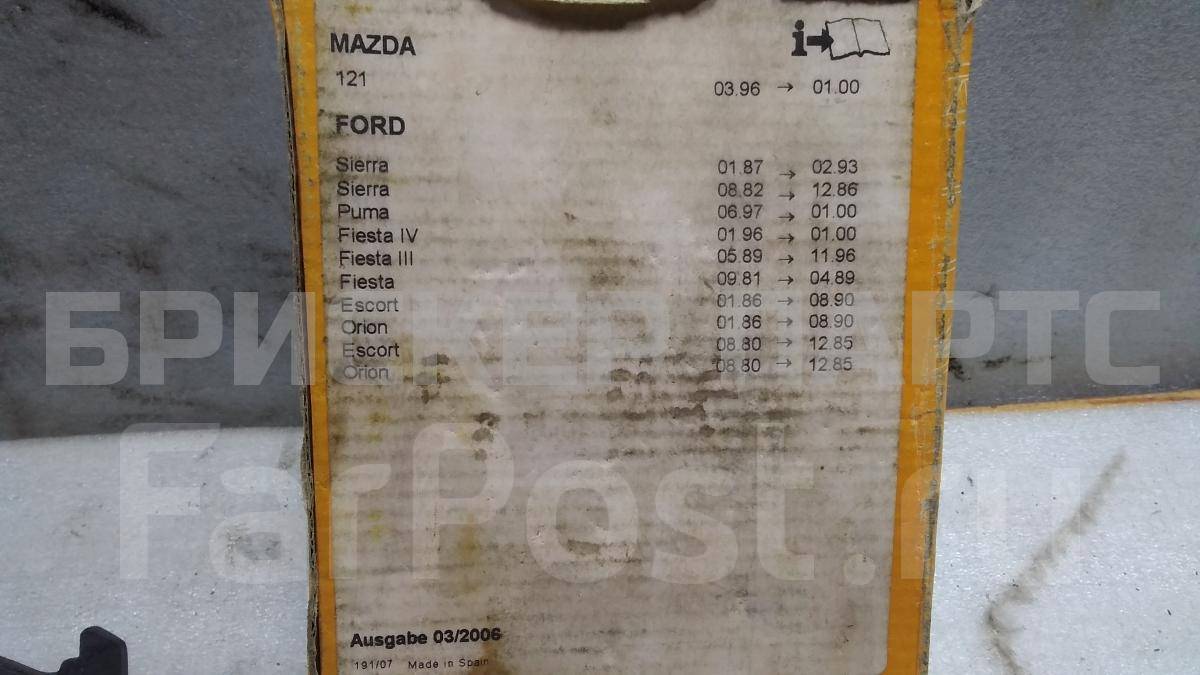 MAZDA
121 03.96 → 01.00
FORD
Sierra 01.87 → 02.93
Sierra 08.82 → 12.86
Puma 06.97 → 01.00
Fiesta IV 01.96 → 01.00
Fiesta III 05.89 → 11.96
Fiesta 09.81 → 04.89
Escort 01.86 → 08.90
Orion 01.86 → 08.90
Escort 08.80 → 12.85
Orion 08.80 → 12.85
FarPost.ru
Ausgabe 03/2006
191/07 Made in Spain